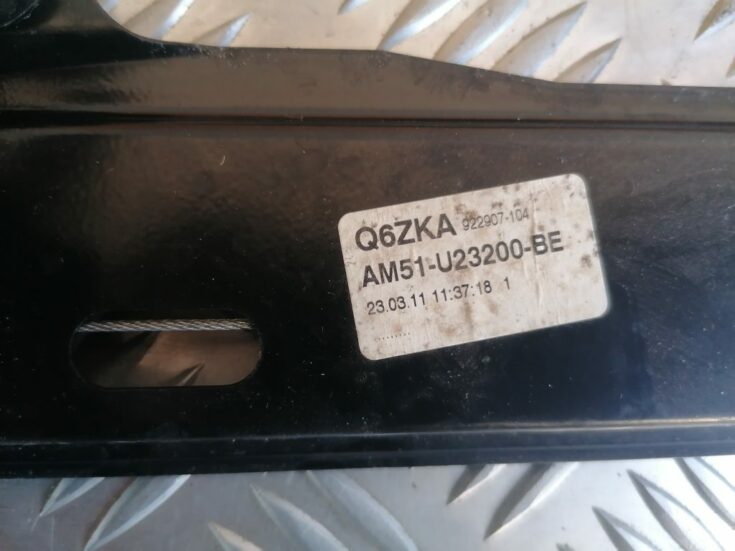 Q6ZKA 922907-104
AM51-U23200-BE
23.03.11 11:37:18 1
.........